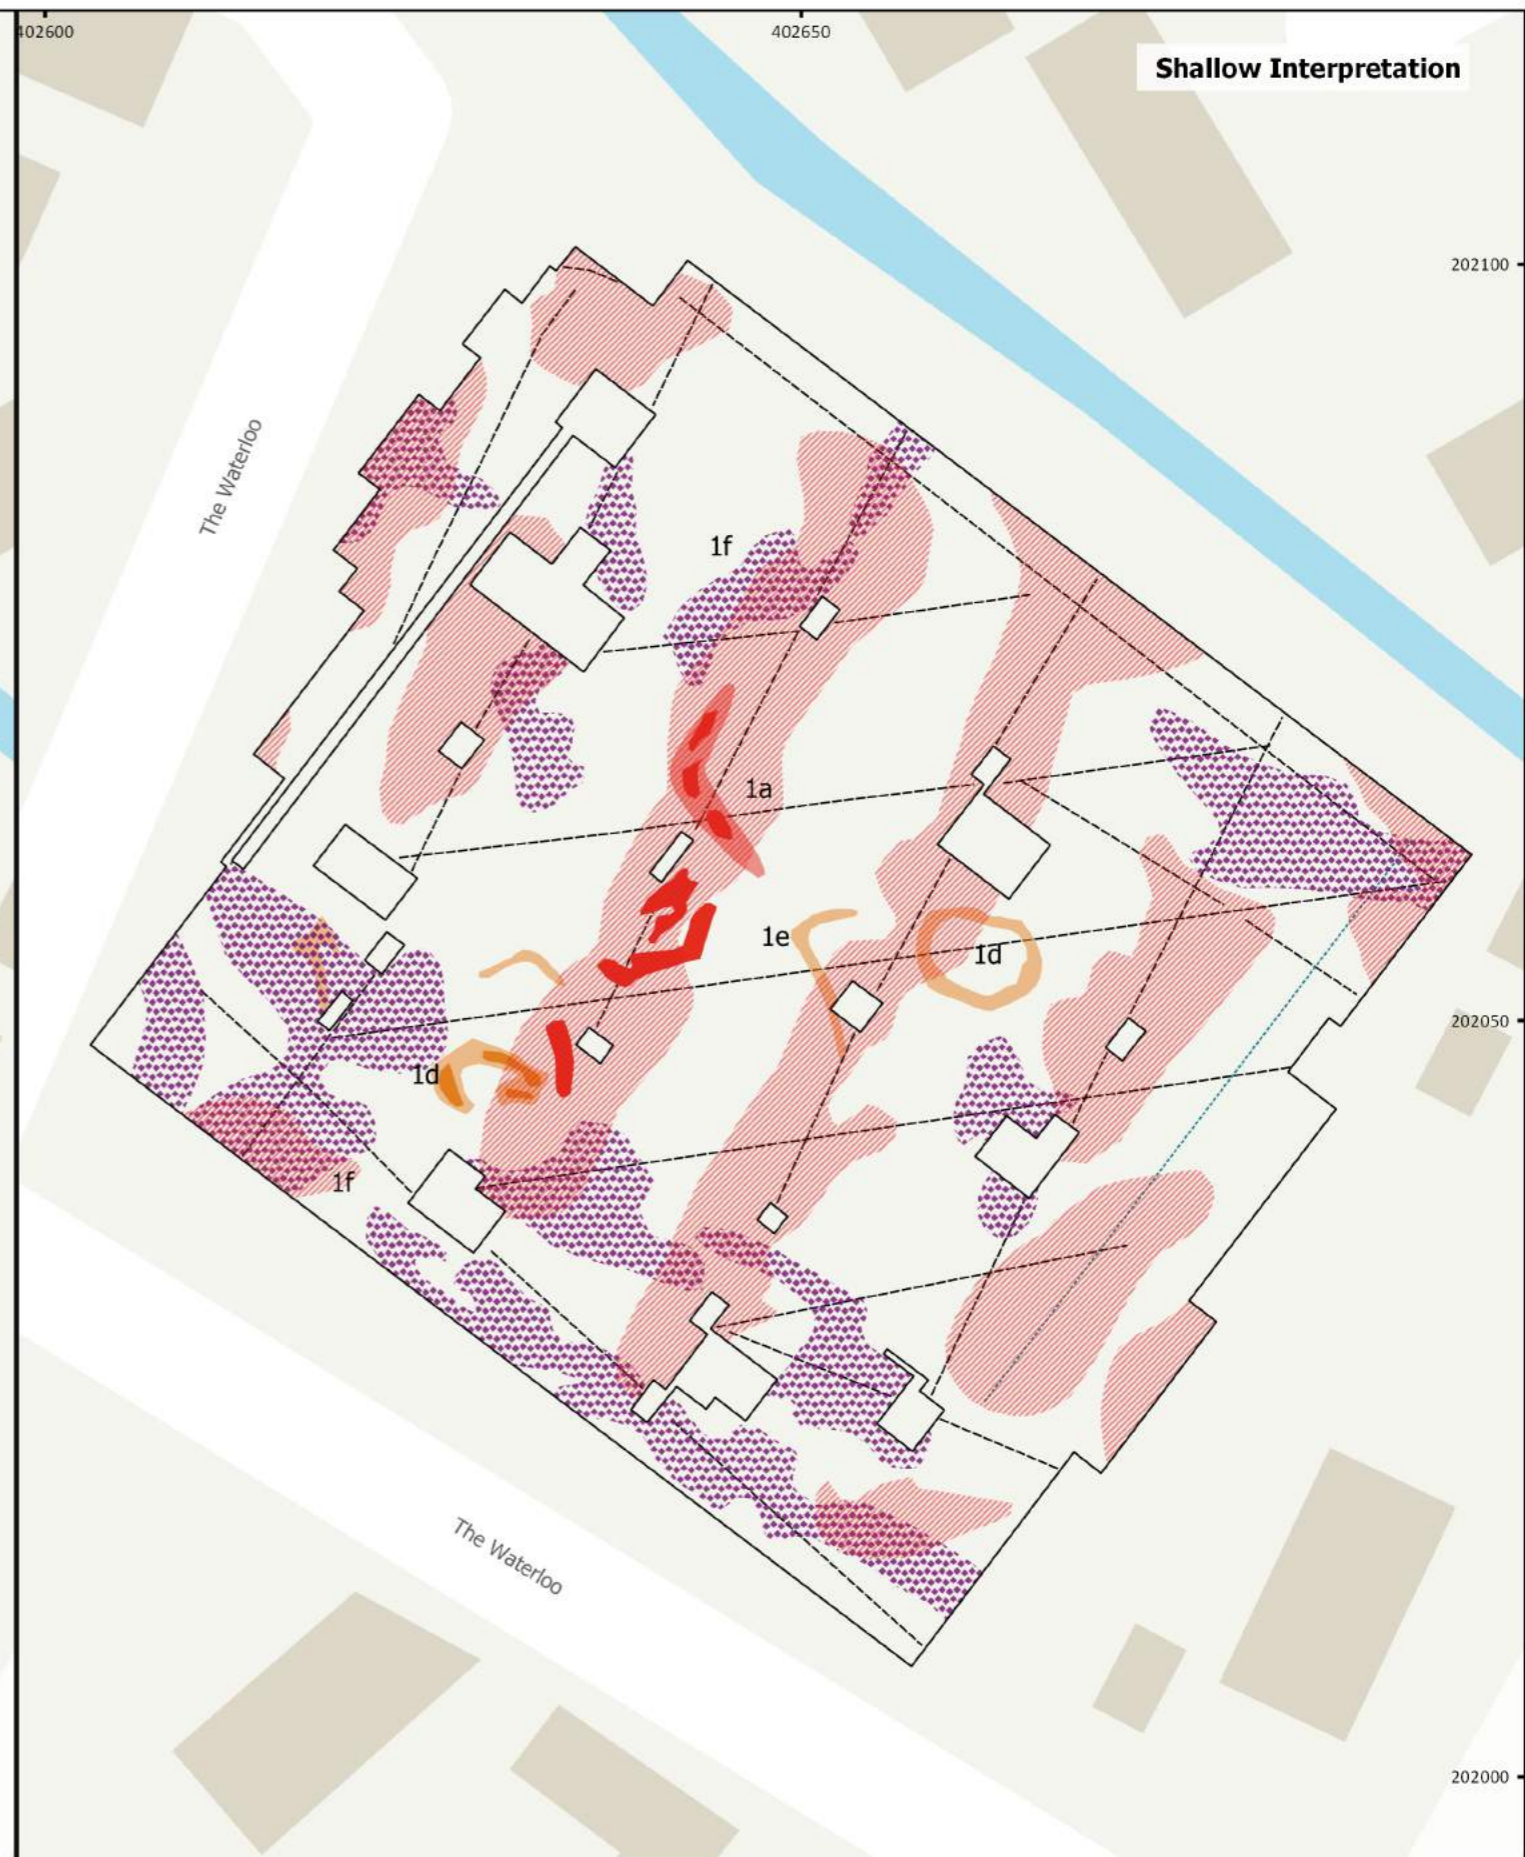 402600
402650
Shallow Interpretation
202100
The Waterloo
1f
1a
1e
1d
202050
1d
1f
The Waterloo
202000